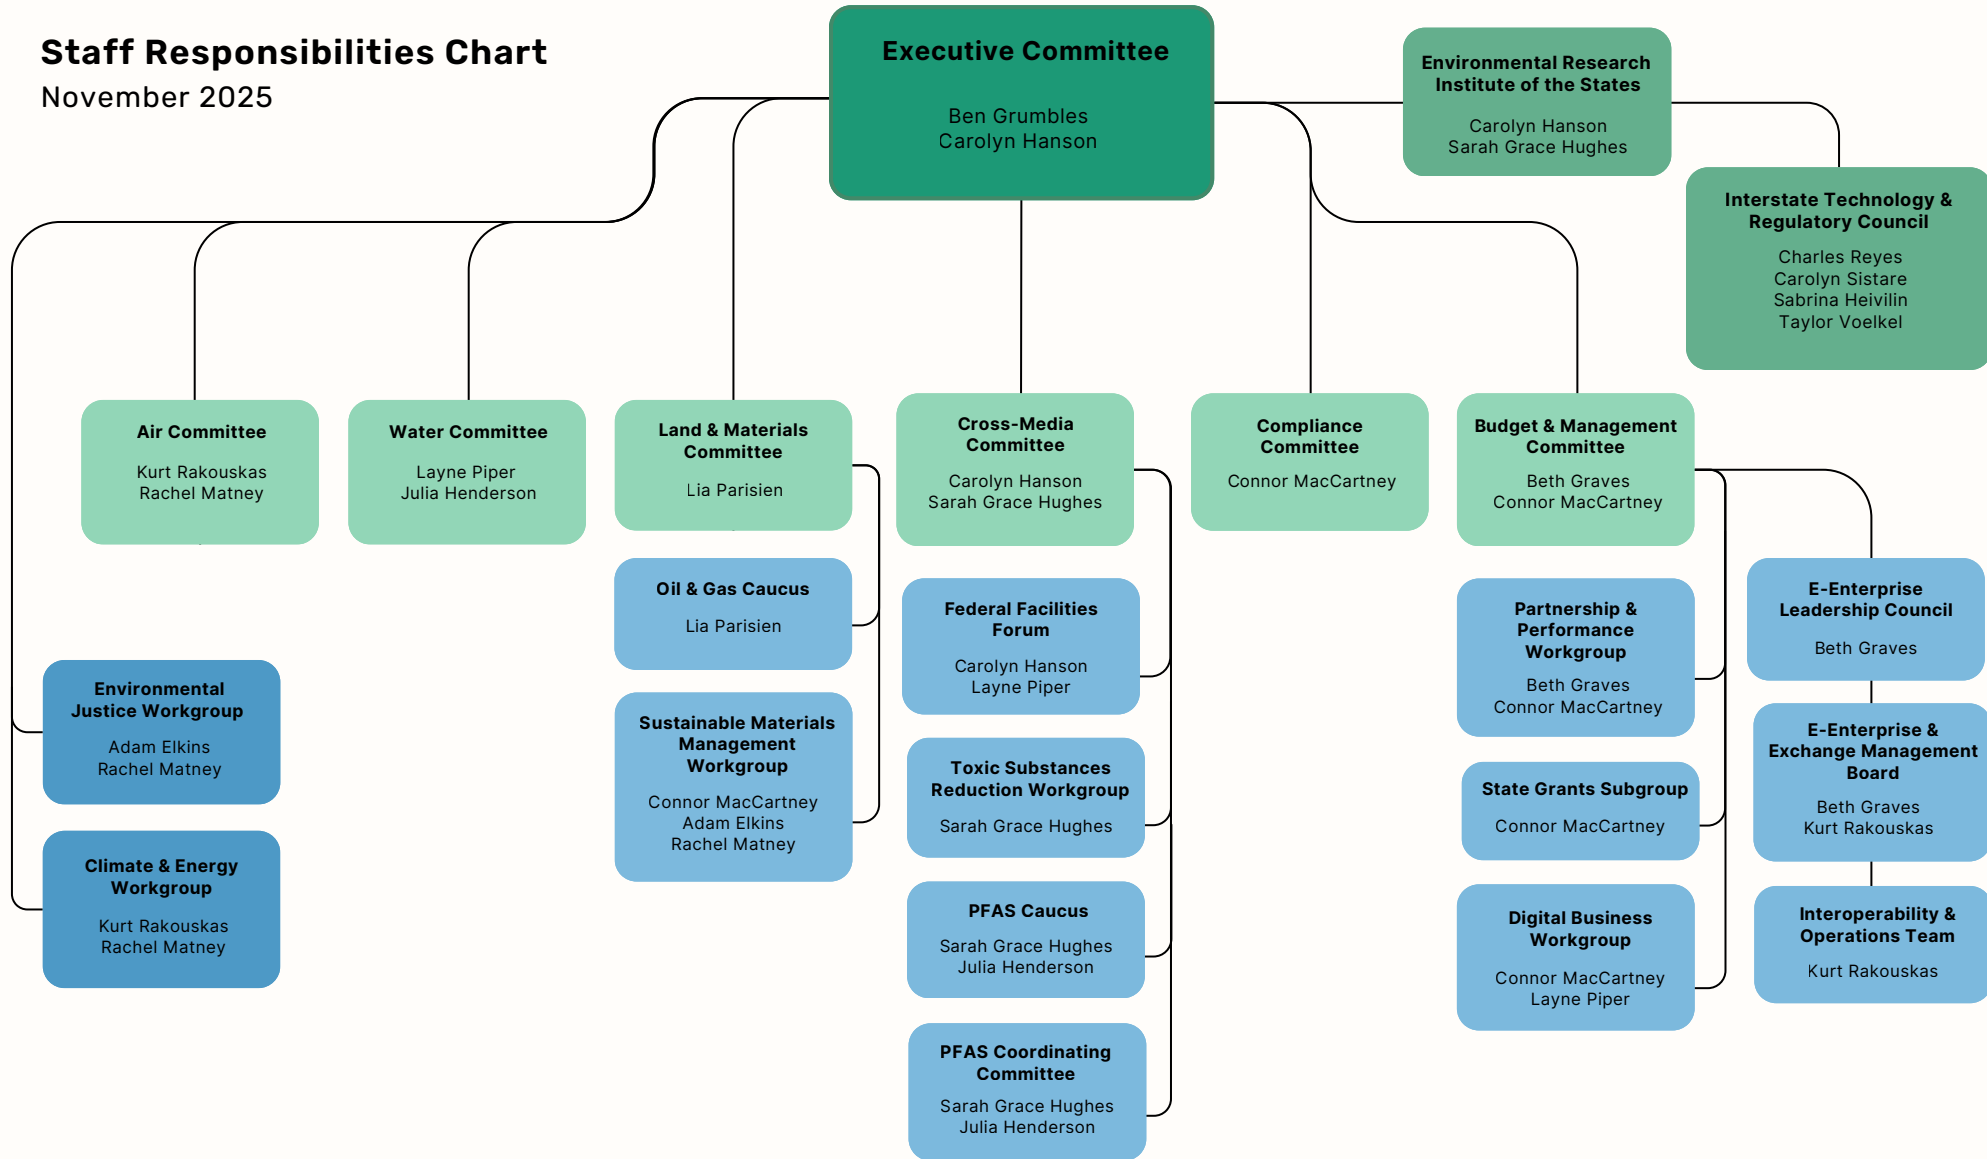 Staff Responsibilities Chart
November 2025
Executive Committee
Ben Grumbles
Carolyn Hanson
Environmental Research
Institute of the States
Carolyn Hanson
Sarah Grace Hughes
Interstate Technology &
Regulatory Council
Charles Reyes
Carolyn Sistare
Sabrina Heivilin
Taylor Voelkel
Air Committee
Kurt Rakouskas
Rachel Matney
Water Committee
Layne Piper
Julia Henderson
Land & Materials
Committee
Lia Parisien
Cross-Media
Committee
Carolyn Hanson
Sarah Grace Hughes
Compliance
Committee
Connor MacCartney
Budget & Management
Committee
Beth Graves
Connor MacCartney
Environmental
Justice Workgroup
Adam Elkins
Rachel Matney
Climate & Energy
Workgroup
Kurt Rakouskas
Rachel Matney
Oil & Gas Caucus
Lia Parisien
Sustainable Materials
Management
Workgroup
Connor MacCartney
Adam Elkins
Rachel Matney
Federal Facilities
Forum
Carolyn Hanson
Layne Piper
Toxic Substances
Reduction Workgroup
Sarah Grace Hughes
PFAS Caucus
Sarah Grace Hughes
Julia Henderson
PFAS Coordinating
Committee
Sarah Grace Hughes
Julia Henderson
Partnership &
Performance
Workgroup
Beth Graves
Connor MacCartney
State Grants Subgroup
Connor MacCartney
Digital Business
Workgroup
Connor MacCartney
Layne Piper
E-Enterprise
Leadership Council
Beth Graves
E-Enterprise &
Exchange Management
Board
Beth Graves
Kurt Rakouskas
Interoperability &
Operations Team
Kurt Rakouskas